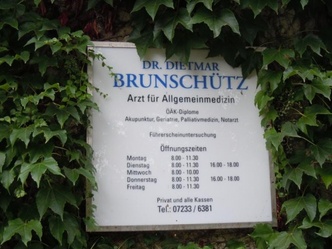 DR. DIETMAR
BRUNSCHÜTZ
Arzt für Allgemeinmedizin
ÖÄK-Diplome
Akupunktur, Geriatrie, Palliativmedizin, Notarzt
Führerscheinuntersuchung
Öffnungszeiten
Montag 8.00 - 11.30
Dienstag 8.00 - 11.30 16.00 -18.00
Mittwoch 8.00 - 10.00
Donnerstag 8.00 - 11.30 16.00 -18.00
Freitag 8.00 - 11.30
Privat und alle Kassen
Tel.: 07233 / 6381